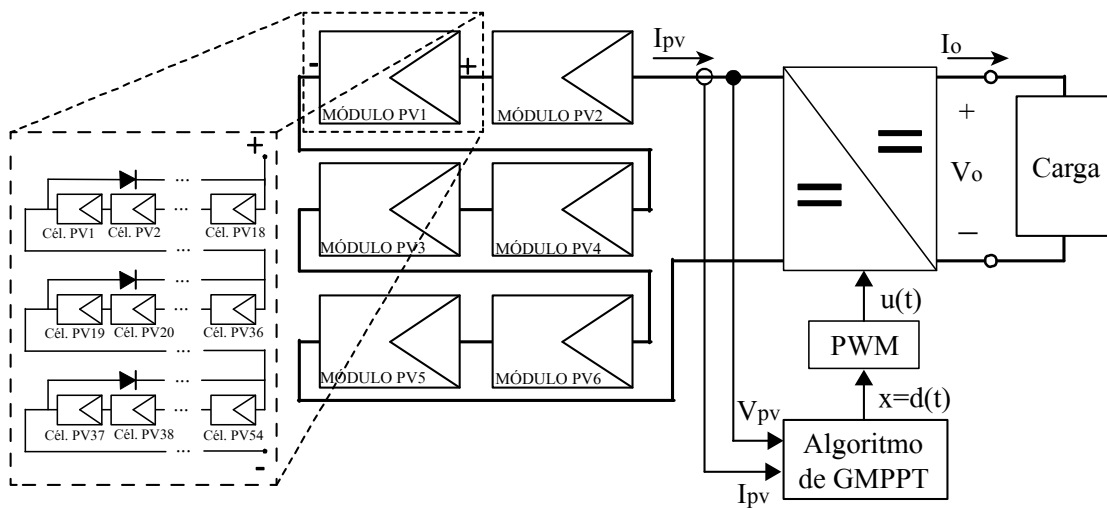 MÓDULO PV1
-
+
MÓDULO PV2
Ipv
Io
+
Vo
−
Carga
+
Cél. PV1
Cél. PV2
...
Cél. PV18
...
Cél. PV19
Cél. PV20
...
Cél. PV36
...
Cél. PV37
Cél. PV38
...
Cél. PV54
...
-
MÓDULO PV3
MÓDULO PV4
MÓDULO PV5
MÓDULO PV6
u(t)
PWM
x=d(t)
Vpv
Ipv
Algoritmo
de GMPPT